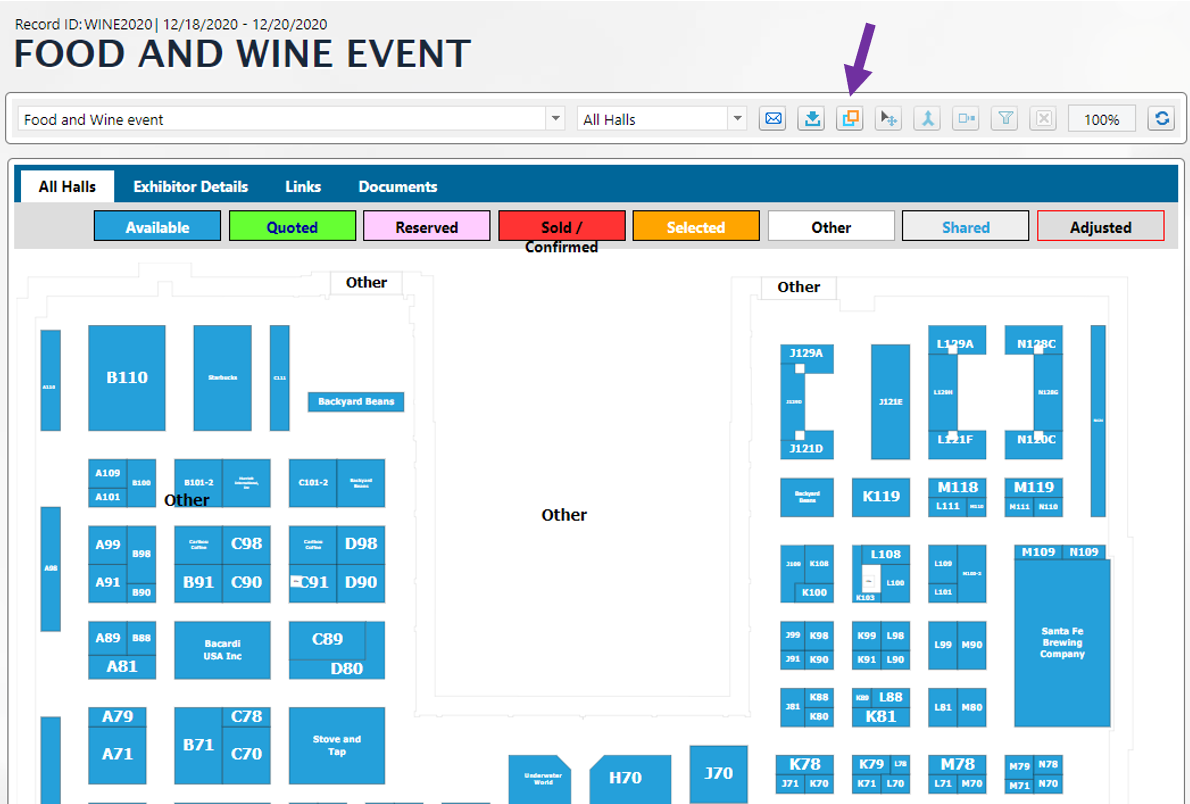 Record ID: WINE2020| 12/18/2020 - 12/20/2020
FOOD AND WINE EVENT
Food and Wine event
All Halls
100%
All Halls
Exhibitor Details
Links
Documents
Available
Quoted
Reserved
Sold /
Confirmed
Selected
Other
Shared
Adjusted
Other
Other
B110
Starbucks
C111
Backyard Beans
J129A
J121D
J121E
L129A
L129H
L121F
N128C
N128G
N120C
A109
A101
B100
B101-2
Other
C101-2
Backyard
Beans
Other
Backyard
Beans
K119
M118
L111
M119
M111
N110
A98
A99
A91
B98
B90
Caribou
Coffee
C98
B91
C90
Caribou
Coffee
D98
C91
D90
J100
K108
K100
L108
L100
K103
L109
L101
M109
N109
Santa Fe
Brewing
Company
A89
B88
A81
Bacardi
USA Inc
C89
D80
J99
K98
J91
K90
K99
L98
K91
L90
L99
M90
J81
K88
K80
K89
L88
K81
L81
M80
A79
A71
B71
C78
C70
Stove and
Tap
Underwater
World
H70
J70
K78
J71
K70
K79
L78
K71
L70
M78
L71
M70
M79
N78
M71
N70